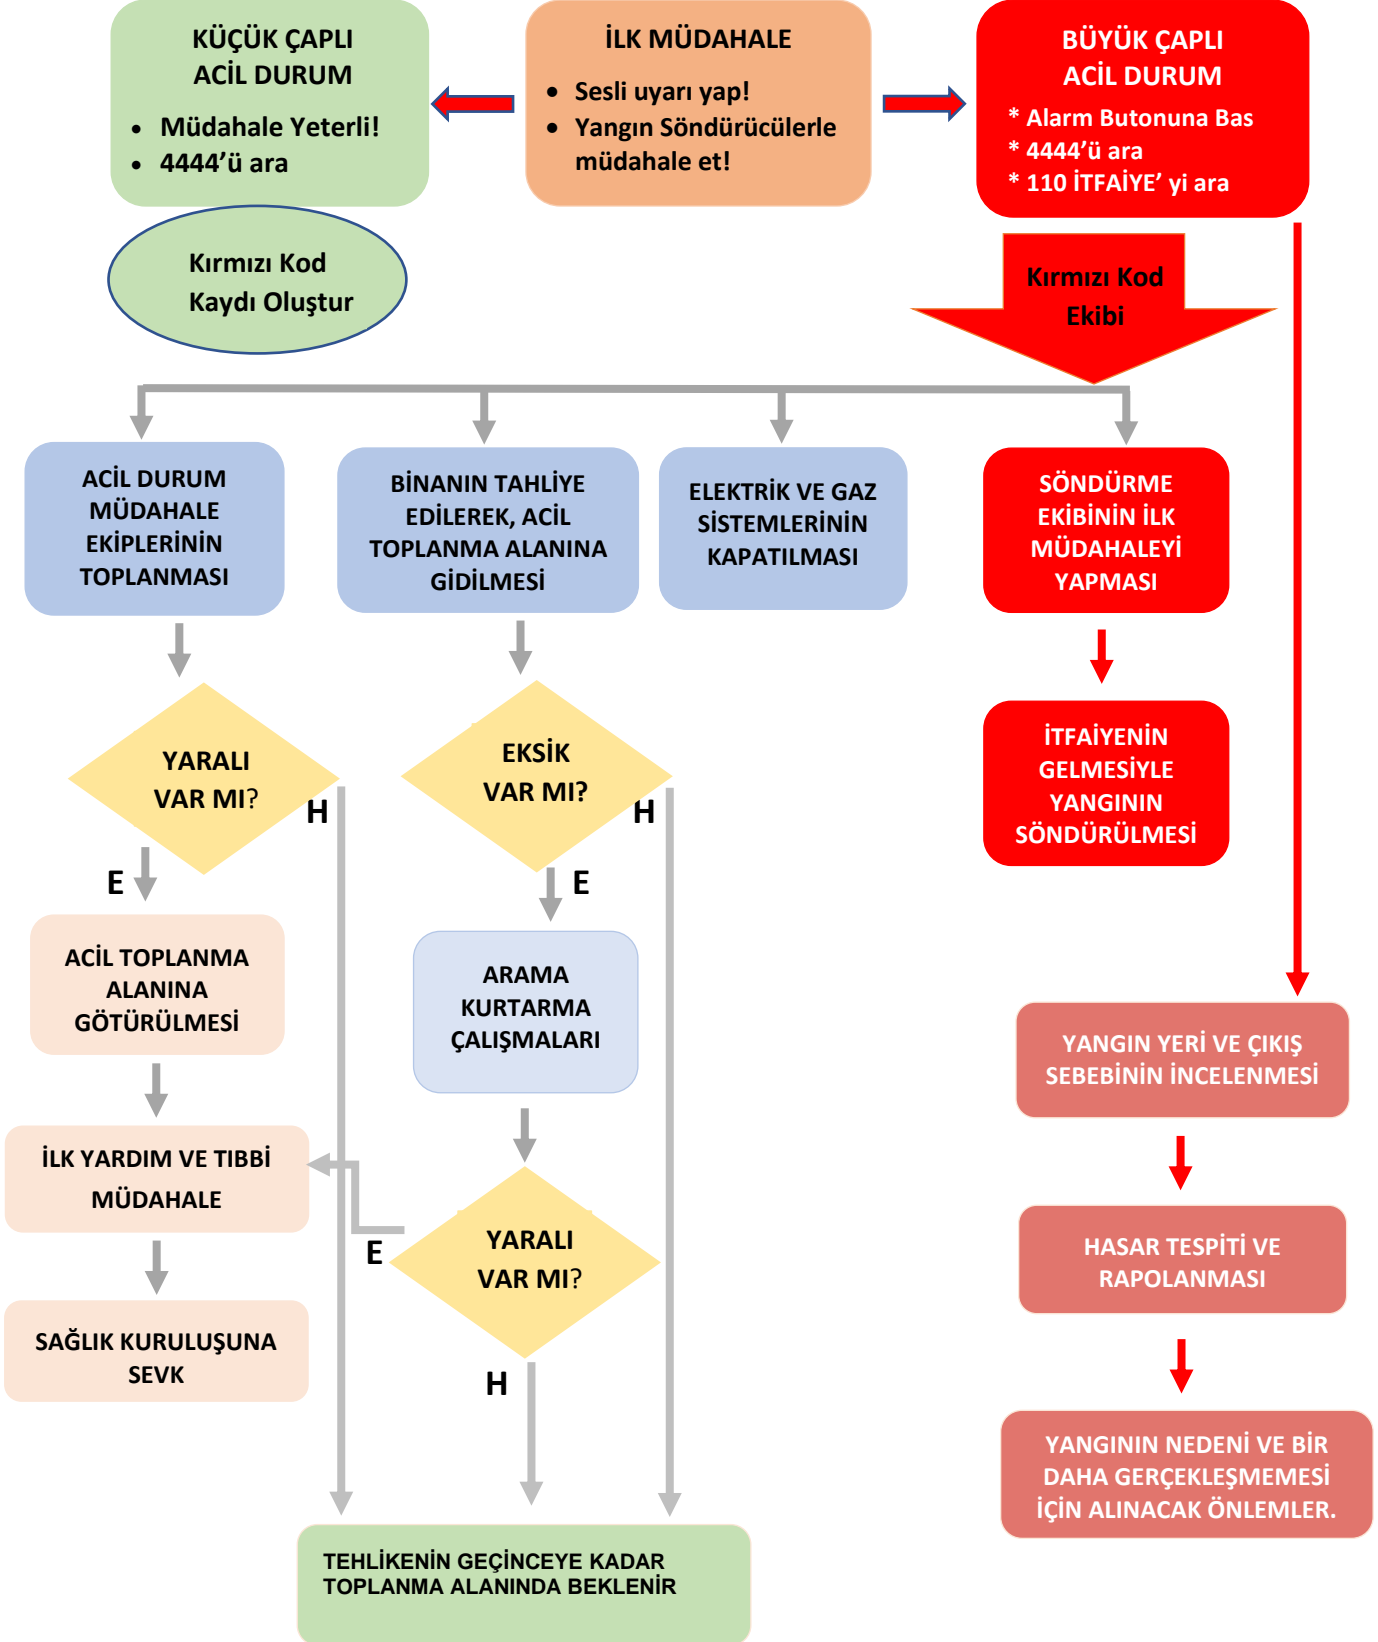 KÜÇÜK ÇAPLI
ACİL DURUM
• Müdahale Yeterli!
• 4444’ü ara
İLK MÜDAHALE
• Sesli uyarı yap!
• Yangın Söndürücülerle
müdahale et!
BÜYÜK ÇAPLI
ACİL DURUM
* Alarm Butonuna Bas
* 4444’ü ara
* 110 İTFAİYE’ yi ara
Kırmızı Kod
Kaydı Oluştur
Kırmızı Kod
Ekibi
ACİL DURUM
MÜDAHALE
EKİPLERİNİN
TOPLANMASI
BİNANIN TAHLİYE
EDİLEREK, ACİL
TOPLANMA ALANINA
GİDİLMESİ
ELEKTRİK VE GAZ
SİSTEMLERİNİN
KAPATILMASI
SÖNDÜRME
EKİBİNİN İLK
MÜDAHALEYİ
YAPMASI
YARALI
VAR MI?
H
E
EKSİK
VAR MI?
H
E
İTFAİYENİN
GELMESİYLE
YANGININ
SÖNDÜRÜLMESİ
ACİL TOPLANMA
ALANINA
GÖTÜRÜLMESİ
ARAMA
KURTARMA
ÇALIŞMALARI
YANGIN YERİ VE ÇIKIŞ
SEBEBİNİN İNCELENMESİ
İLK YARDIM VE TIBBİ
MÜDAHALE
YARALI
VAR MI?
E
H
HASAR TESPİTİ VE
RAPOLANMASI
SAĞLIK KURULUŞUNA
SEVK
YANGININ NEDENİ VE BİR
DAHA GERÇEKLEŞMEMESİ
İÇİN ALINACAK ÖNLEMLER.
TEHLİKENİN GEÇİNCEYE KADAR
TOPLANMA ALANINDA BEKLENİR